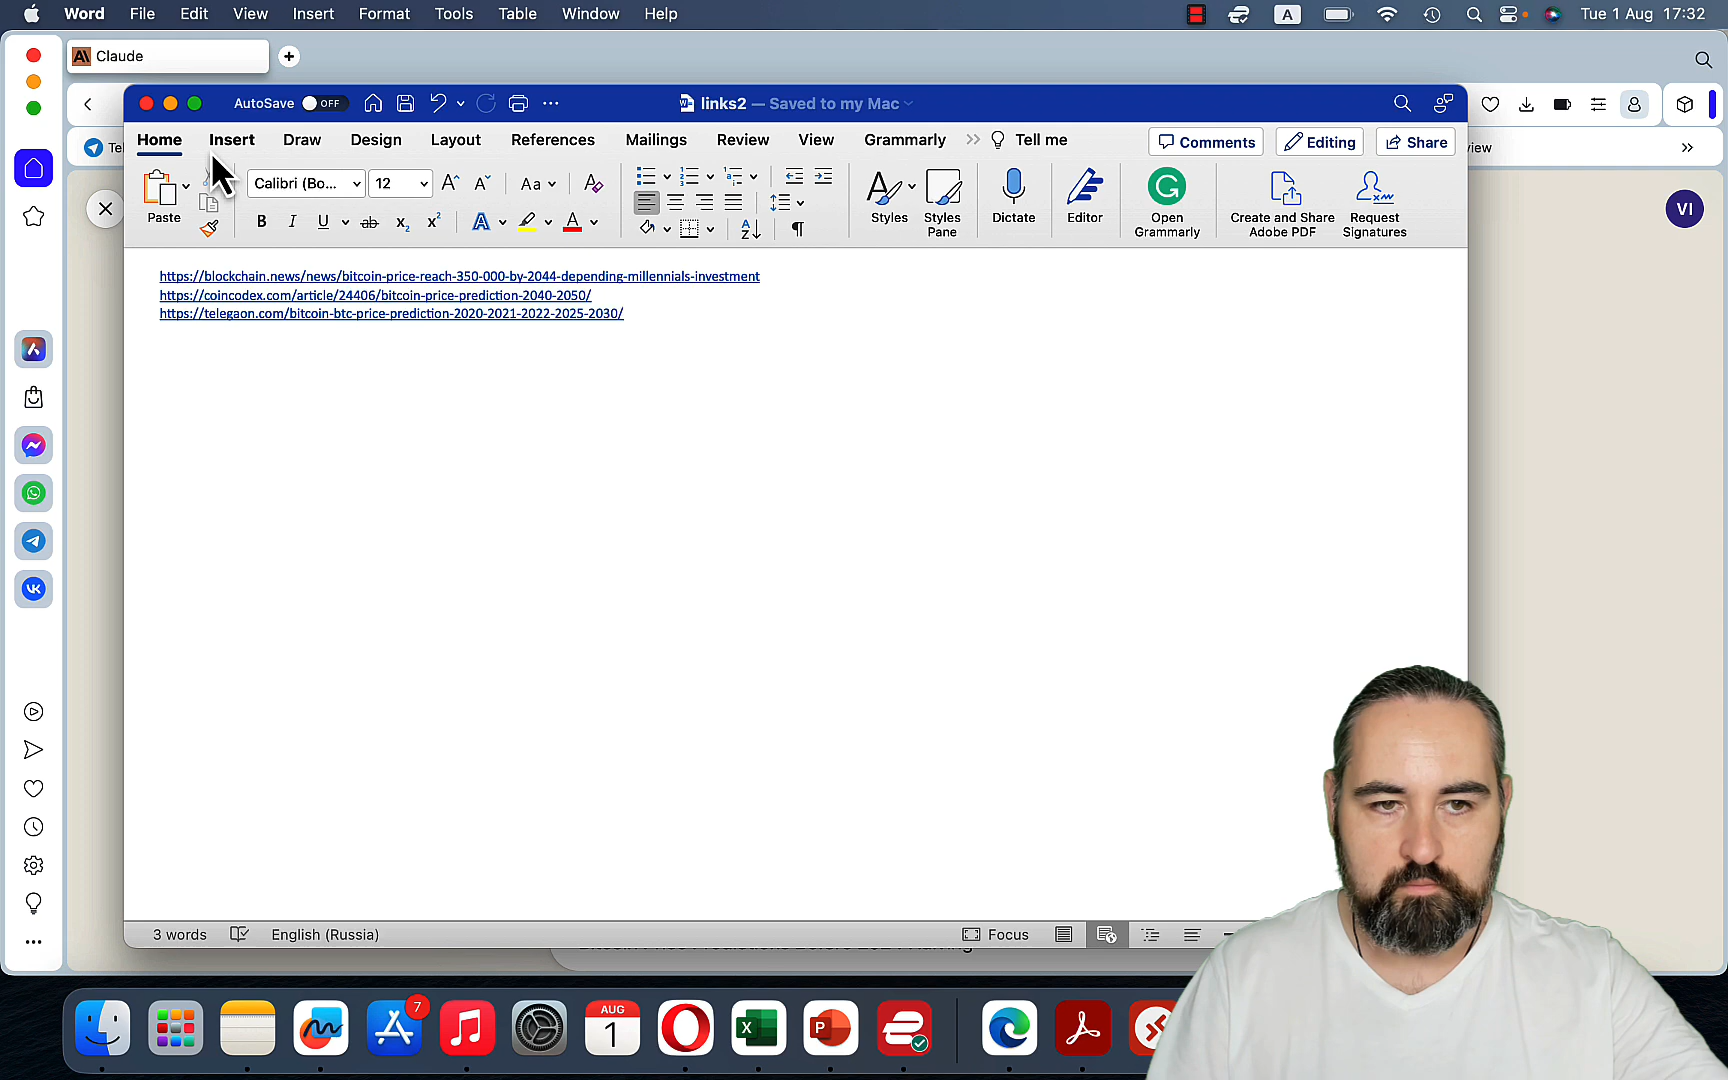 Word File Edit View Insert Format Tools Table Window Help A Tue 1 Aug 17:32
Claude
AutoSave OFF links2 — Saved to my Mac
Home Insert Draw Design Layout References Mailings Review View Grammarly Tell me Comments Editing Share
Paste Calibri (Bo... 12 Aa
Styles Styles Pane Dictate Editor Open Grammarly Create and Share Adobe PDF Request Signatures
VI
https://blockchain.news/news/bitcoin-price-reach-350-000-by-2044-depending-millennials-investment
https://coincodex.com/article/24406/bitcoin-price-prediction-2040-2050/
https://telegaon.com/bitcoin-btc-price-prediction-2020-2021-2022-2025-2030/
3 words English (Russia) Focus
7
AUG
1